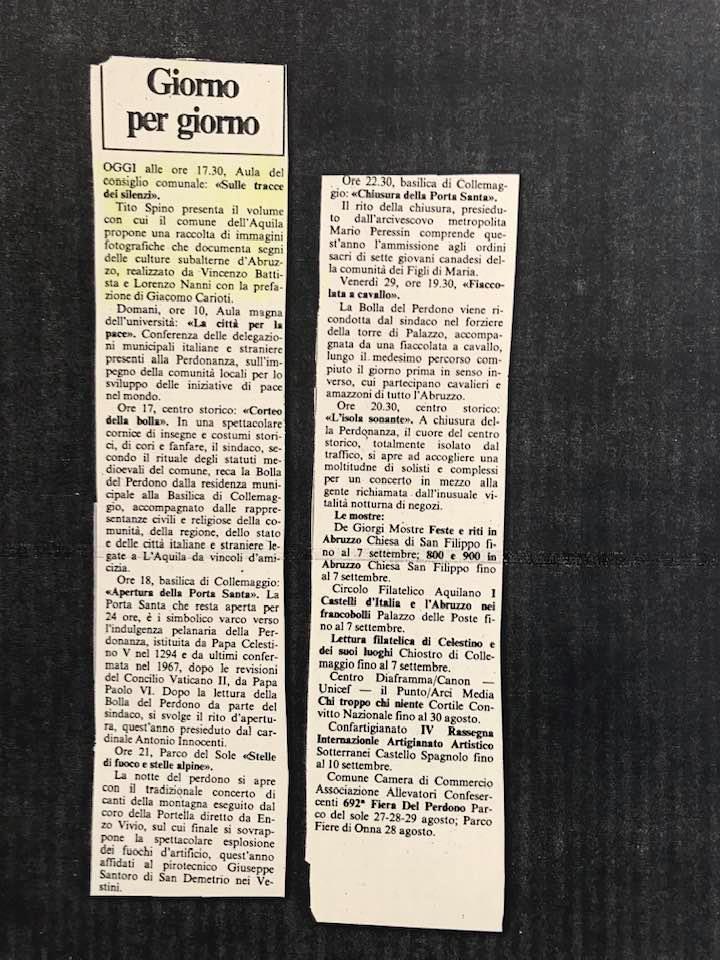 Giorno
per giorno
OGGI alle ore 17.30, Aula del
consiglio comunale: «Sulle tracce
dei silenzi».
Tito Spino presenta il volume
con cui il comune dell'Aquila
propone una raccolta di immagini
fotografiche che documenta segni
delle culture subalterne d'Abruz-
zo, realizzato da Vincenzo Batti-
sta e Lorenzo Nanni con la prefa-
zione di Giacomo Carioti.
Domani, ore 10, Aula magna
dell'università: «La città per la
pace». Conferenza delle delegazio-
ni municipali italiane e straniere
presenti alla Perdonanza, sull'im-
pegno della comunità locali per lo
sviluppo delle iniziative di pace
nel mondo.
Ore 17, centro storico: «Corteo
della bolla». In una spettacolare
cornice di insegne e costumi stori-
ci, di cori e fanfare, il sindaco, se-
condo il rituale degli statuti me-
dioevali del comune, reca la Bolla
del Perdono dalla residenza muni-
cipale alla Basilica di Collemag-
gio, accompagnato dalle rappre-
sentanze civili e religiose della co-
munità, della regione, dello stato
e delle città italiane e straniere le-
gate a L'Aquila da vincoli d'ami-
cizia.
Ore 18, basilica di Collemaggio:
«Apertura della Porta Santa». La
Porta Santa che resta aperta per
24 ore, è i simbolico varco verso
l'indulgenza pelanaria della Per-
donanza, istituita da Papa Celesti-
no V nel 1294 e da ultimi confer-
mata nel 1967, dopo le revisioni
del Concilio Vaticano II, da Papa
Paolo VI. Dopo la lettura della
Bolla del Perdono da parte del
sindaco, si svolge il rito d'apertu-
ra, quest'anno presieduto dal car-
dinale Antonio Innocenti.
Ore 21, Parco del Sole «Stelle
di fuoco e stelle alpine».
La notte del perdono si apre
con il tradizionale concerto di
canti della montagna eseguito dal
coro della Portella diretto da En-
zo Vivio, sul cui finale si sovrap-
pone la spettacolare esplosione
dei fuochi d'artificio, quest'anno
affidati al pirotecnico Giuseppe
Santoro di San Demetrio nei Ve-
stini.
Ore 22.30, basilica di Collemag-
gio: «Chiusura della Porta Santa».
Il rito della chiusura, presiedu-
to dall'arcivescovo metropolita
Mario Peressin comprende que-
st'anno l'ammissione agli ordini
sacri di sette giovani canadesi del-
la comunità dei Figli di Maria.
Venerdì 29, ore 19.30, «Fiacco-
lata a cavallo».
La Bolla del Perdono viene ri-
condotta dal sindaco nel forziere
della torre di Palazzo, accompa-
gnata da una fiaccolata a cavallo,
lungo il medesimo percorso com-
piuto il giorno prima in senso in-
verso, cui partecipano cavalieri e
amazzoni di tutto l'Abruzzo.
Ore 20.30, centro storico:
«L'isola sonante». A chiusura del-
la Perdonanza, il cuore del centro
storico, totalmente isolato dal
traffico, si apre ad accogliere una
moltitudine di solisti e complessi
per un concerto in mezzo alla
gente richiamata dall'inusuale vi-
talità notturna di negozi.
Le mostre:
De Giorgi Mostre Feste e riti in
Abruzzo Chiesa di San Filippo fi-
no al 7 settembre; 800 e 900 in
Abruzzo Chiesa San Filippo fino
al 7 settembre.
Circolo Filatelico Aquilano I
Castelli d'Italia e l'Abruzzo nei
francobolli Palazzo delle Poste fi-
no al 7 settembre.
Lettura filatelica di Celestino e
dei suoi luoghi Chiostro di Colle-
maggio fino al 7 settembre.
Centro Diaframma/Canon —
Unicef — il Punto/Arci Media
Chi troppo chi niente Cortile Con-
vitto Nazionale fino al 30 agosto.
Confartigianato IV Rassegna
Internazionle Artigianato Artistico
Sotterranei Castello Spagnolo fino
al 10 settembre.
Comune Camera di Commercio
Associazione Allevatori Confeser-
centi 692ª Fiera Del Perdono Par-
co del sole 27-28-29 agosto; Parco
Fiere di Onna 28 agosto.